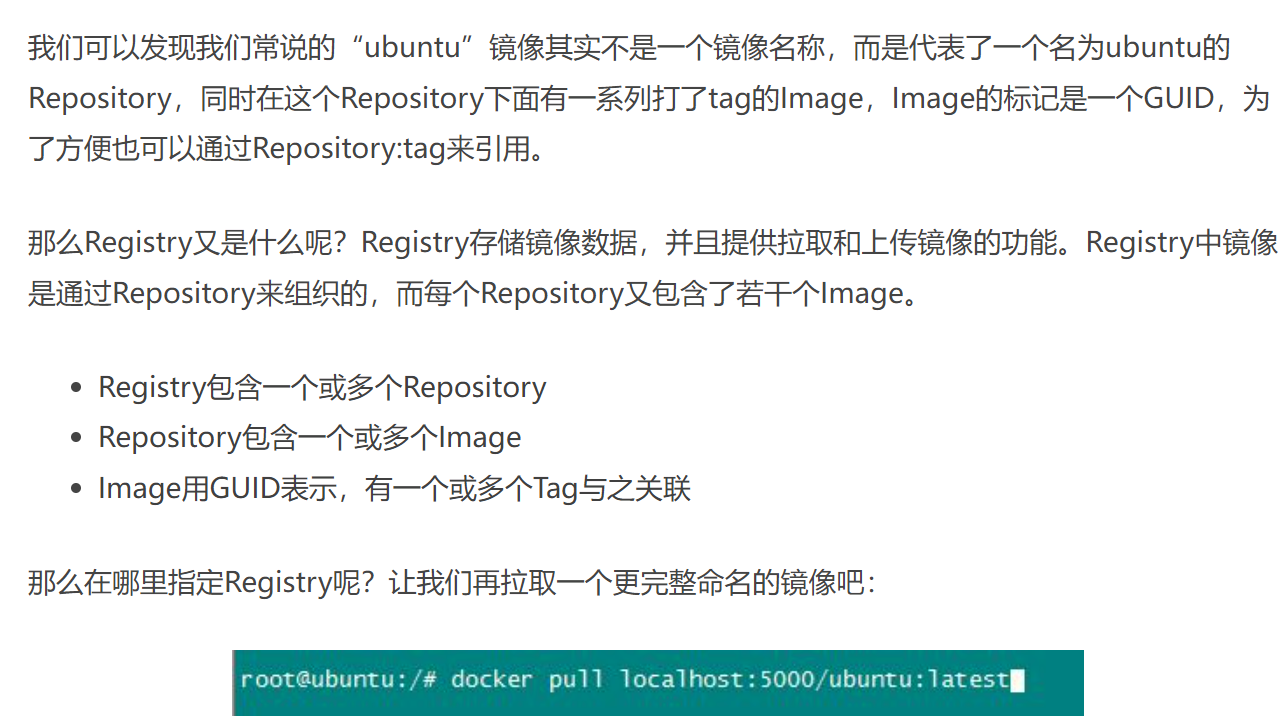 我们可以发现我们常说的“ubuntu”镜像其实不是一个镜像名称，而是代表了一个名为ubuntu的
Repository，同时在这个Repository下面有一系列打了tag的Image，Image的标记是一个GUID，为
了方便也可以通过Repository:tag来引用。
那么Registry又是什么呢？Registry存储镜像数据，并且提供拉取和上传镜像的功能。Registry中镜像
是通过Repository来组织的，而每个Repository又包含了若干个Image。
• Registry包含一个或多个Repository
• Repository包含一个或多个Image
• Image用GUID表示，有一个或多个Tag与之关联
那么在哪里指定Registry呢？让我们再拉取一个更完整命名的镜像吧：
root@ubuntu:/# docker pull localhost:5000/ubuntu:latest